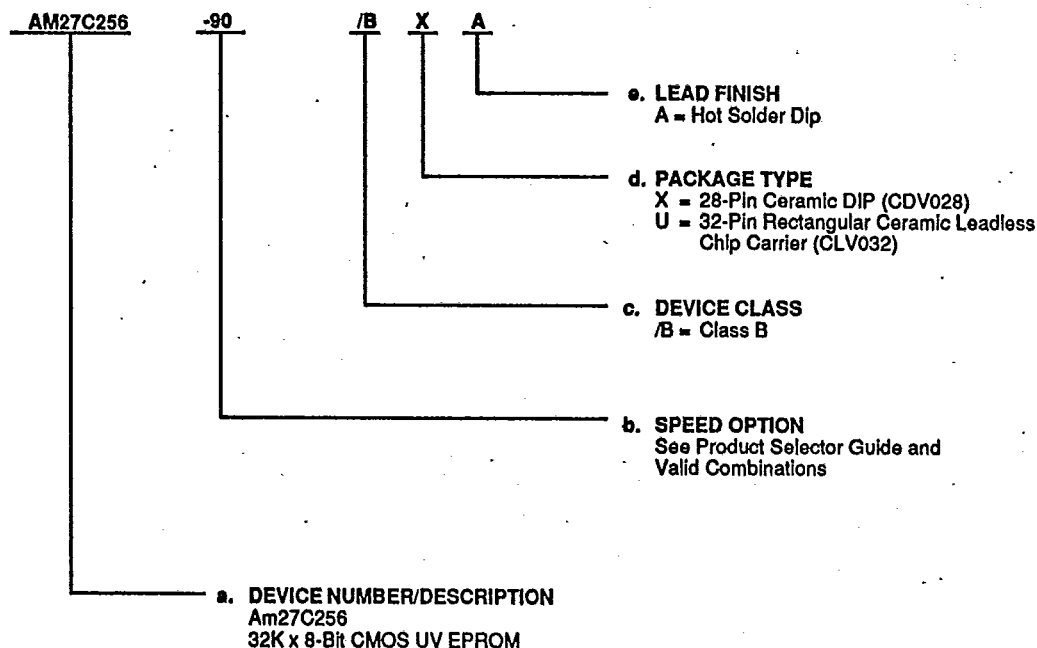 AM27C256 -90 /B X A
e. LEAD FINISH
A = Hot Solder Dip
d. PACKAGE TYPE
X = 28-Pin Ceramic DIP (CDV028)
U = 32-Pin Rectangular Ceramic Leadless
Chip Carrier (CLV032)
c. DEVICE CLASS
/B = Class B
b. SPEED OPTION
See Product Selector Guide and
Valid Combinations
a. DEVICE NUMBER/DESCRIPTION
Am27C256
32K x 8-Bit CMOS UV EPROM